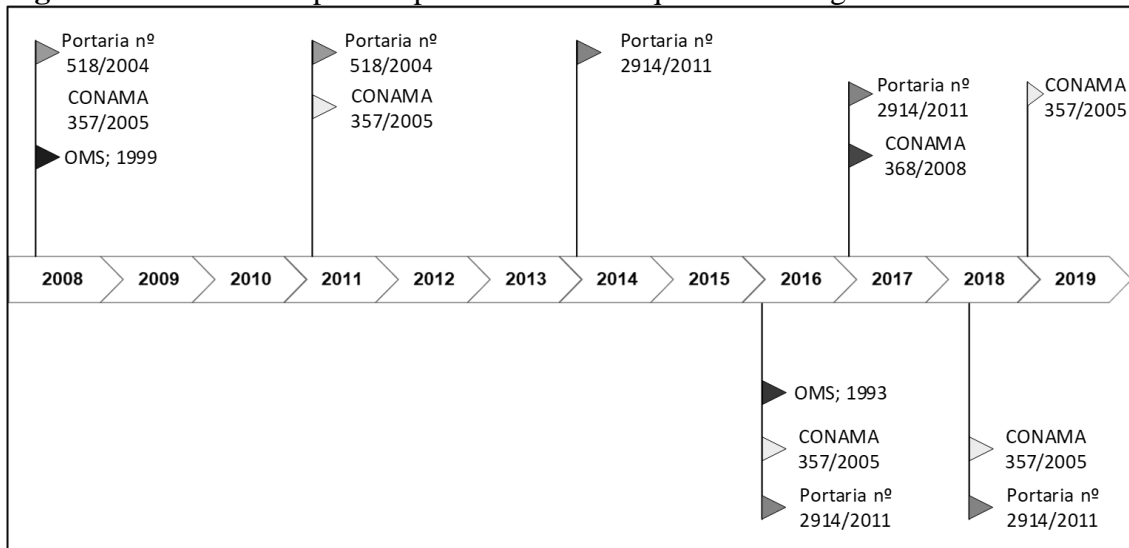 Portaria nº
518/2004
CONAMA
357/2005
OMS; 1999
Portaria nº
518/2004
CONAMA
357/2005
Portaria nº
2914/2011
Portaria nº
2914/2011
CONAMA
368/2008
CONAMA
357/2005
2008 2009 2010 2011 2012 2013 2014 2015 2016 2017 2018 2019
OMS; 1993
CONAMA
357/2005
Portaria nº
2914/2011
CONAMA
357/2005
Portaria nº
2914/2011